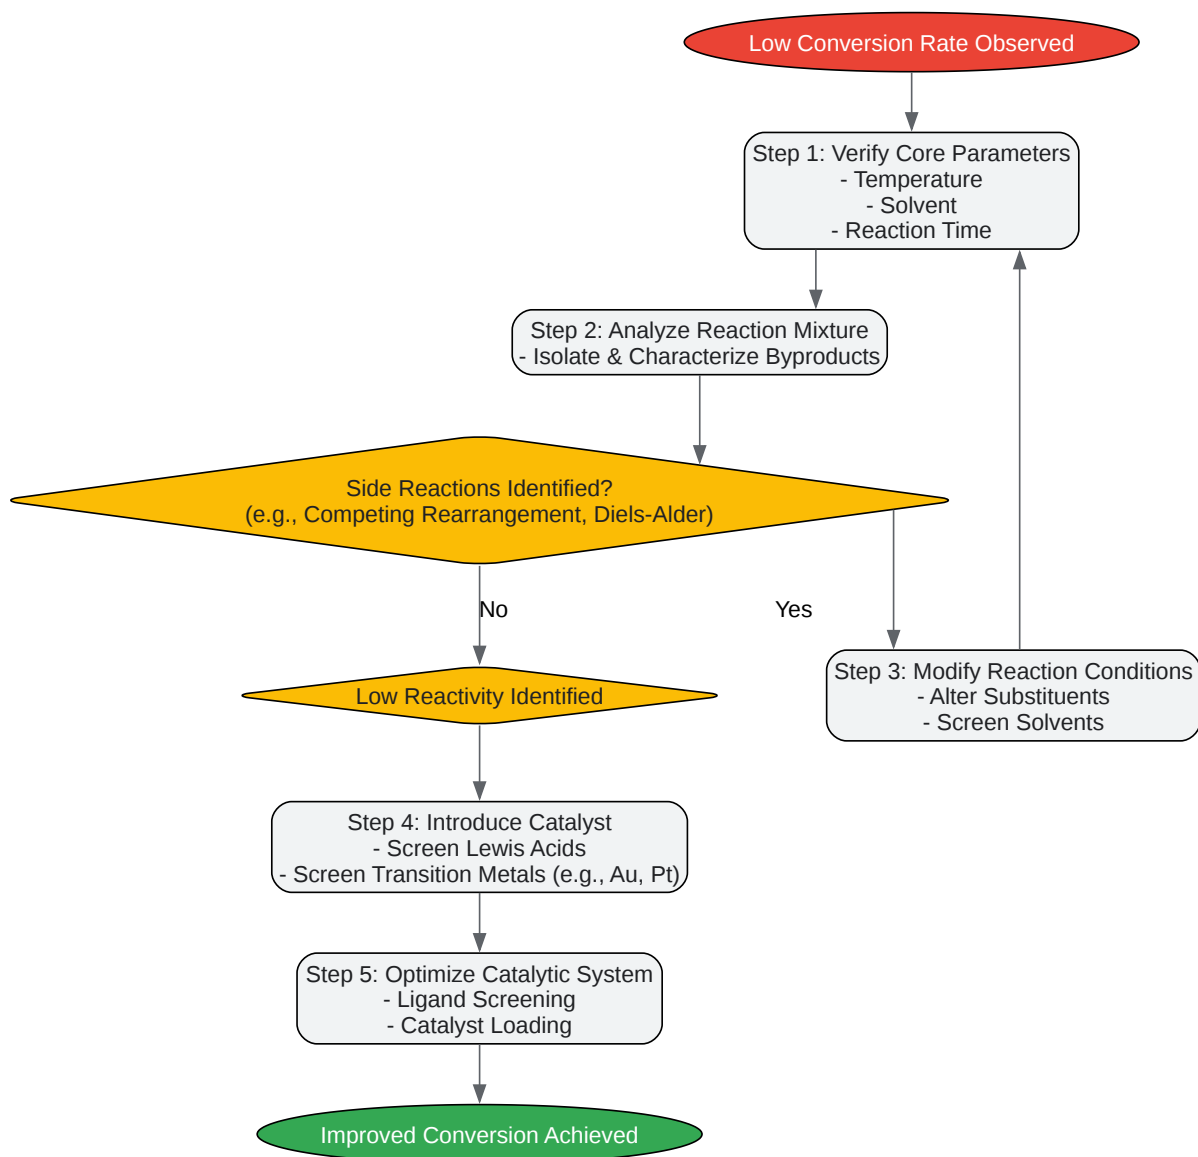 Low Conversion Rate Observed
Step 1: Verify Core Parameters
- Temperature
- Solvent
- Reaction Time
Step 2: Analyze Reaction Mixture
- Isolate & Characterize Byproducts
Side Reactions Identified?
(e.g., Competing Rearrangement, Diels-Alder)
No
Yes
Step 3: Modify Reaction Conditions
- Alter Substituents
- Screen Solvents
Low Reactivity Identified
Step 4: Introduce Catalyst
- Screen Lewis Acids
- Screen Transition Metals (e.g., Au, Pt)
Step 5: Optimize Catalytic System
- Ligand Screening
- Catalyst Loading
Improved Conversion Achieved